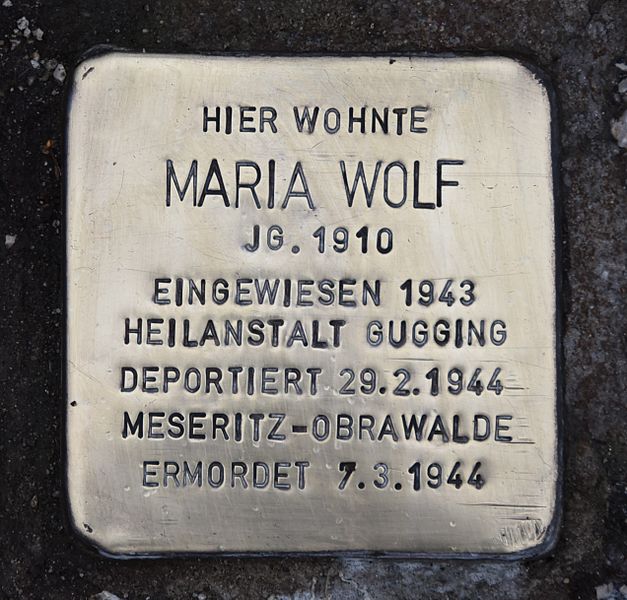 HIER WOHNTE
MARIA WOLF
JG. 1910
EINGEWIESEN 1943
HEILANSTALT GUGGING
DEPORTIERT 29.2.1944
MESERITZ-OBRAWALDE
ERMORDET 7.3.1944